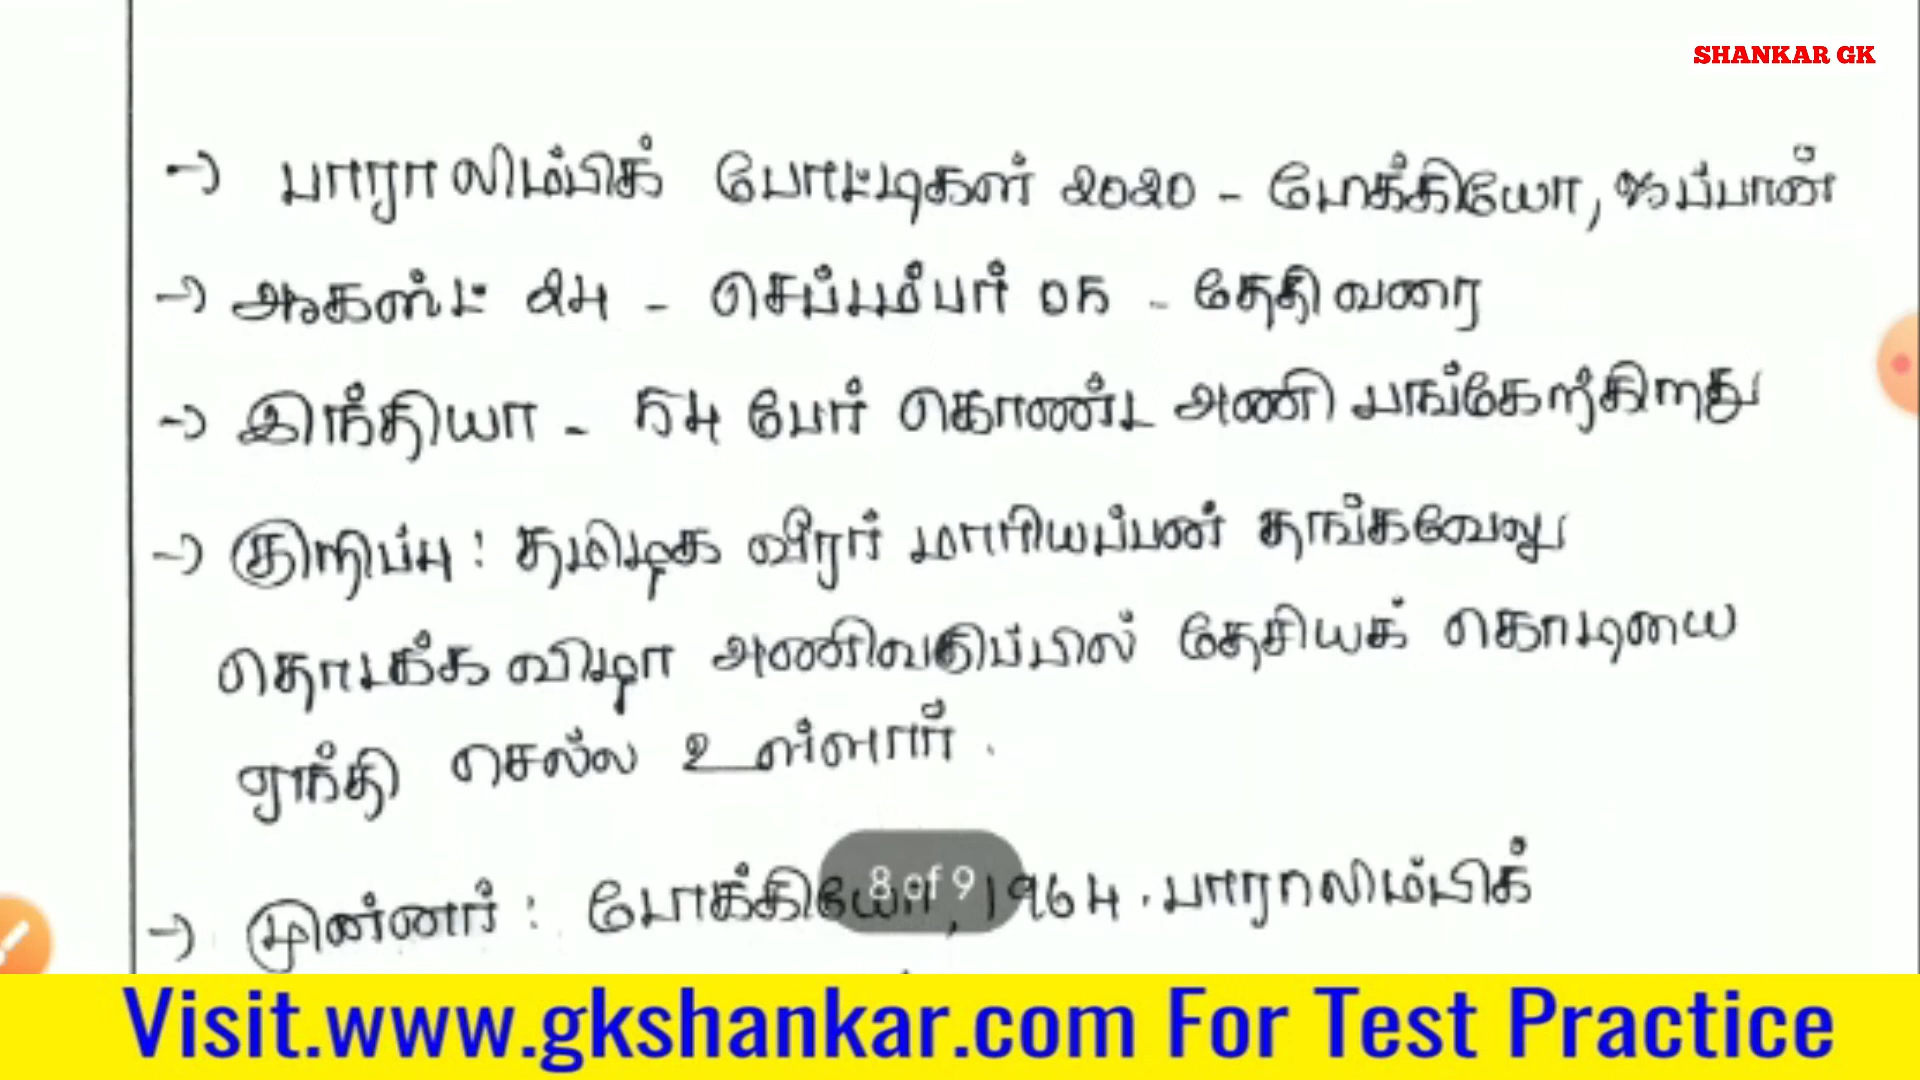 SHANKAR GK
-> பாராலிம்பிக் போட்டிகள் 2020 - டோக்கியோ, ஜப்பான்
-> ஆகஸ்ட் 24 - செப்டம்பர் 05 - தேதி வரை
-> இந்தியா - 54 பேர் கொண்ட அணி பங்கேற்கிறது
-> குறிப்பு : தமிழக வீரர் மாரியப்பன் தங்கவேலு
தொடக்க விழா அணிவகுப்பில் தேசியக் கொடியை
ஏந்தி செல்ல உள்ளார்.
-> முன்னர் : டோக்கியோ, 1964. பாராலிம்பிக்
8 of 9
Visit.www.gkshankar.com For Test Practice